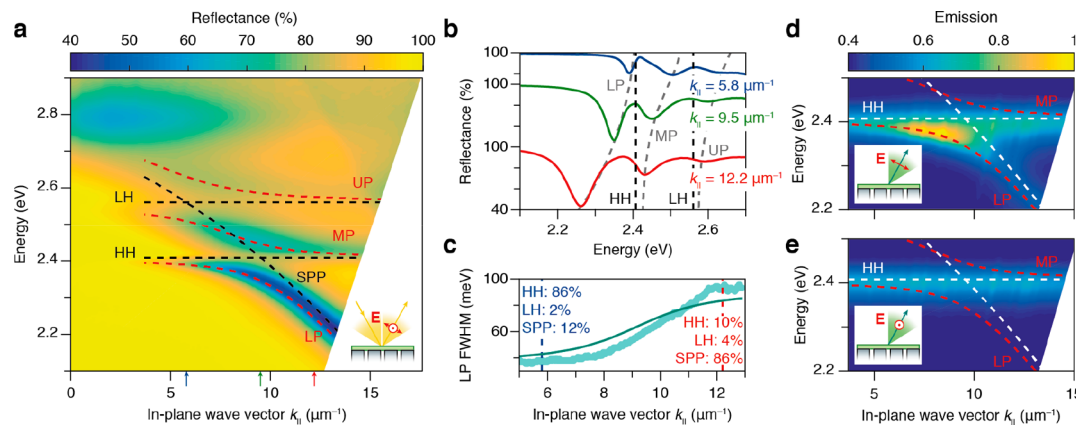 a
Reflectance (%)
40 50 60 70 80 90 100
Energy (eV)
2.8
2.6
2.4
2.2
LH
HH
UP
MP
SPP
LP
E
0 5 10 15
In-plane wave vector k|| (μm⁻¹)
b
Reflectance (%)
100
100
100
40
LP
MP
UP
HH
LH
k|| = 5.8 μm⁻¹
k|| = 9.5 μm⁻¹
k|| = 12.2 μm⁻¹
2.2 2.4 2.6
Energy (eV)
c
LP FWHM (meV)
100
80
60
HH: 86%
LH: 2%
SPP: 12%
HH: 10%
LH: 4%
SPP: 86%
6 8 10 12
In-plane wave vector k|| (μm⁻¹)
d
Emission
0.4 0.6 0.8 1
Energy (eV)
2.4
2.2
HH
MP
E
LP
e
Energy (eV)
2.4
2.2
HH
MP
E
LP
5 10 15
In-plane wave vector k|| (μm⁻¹)